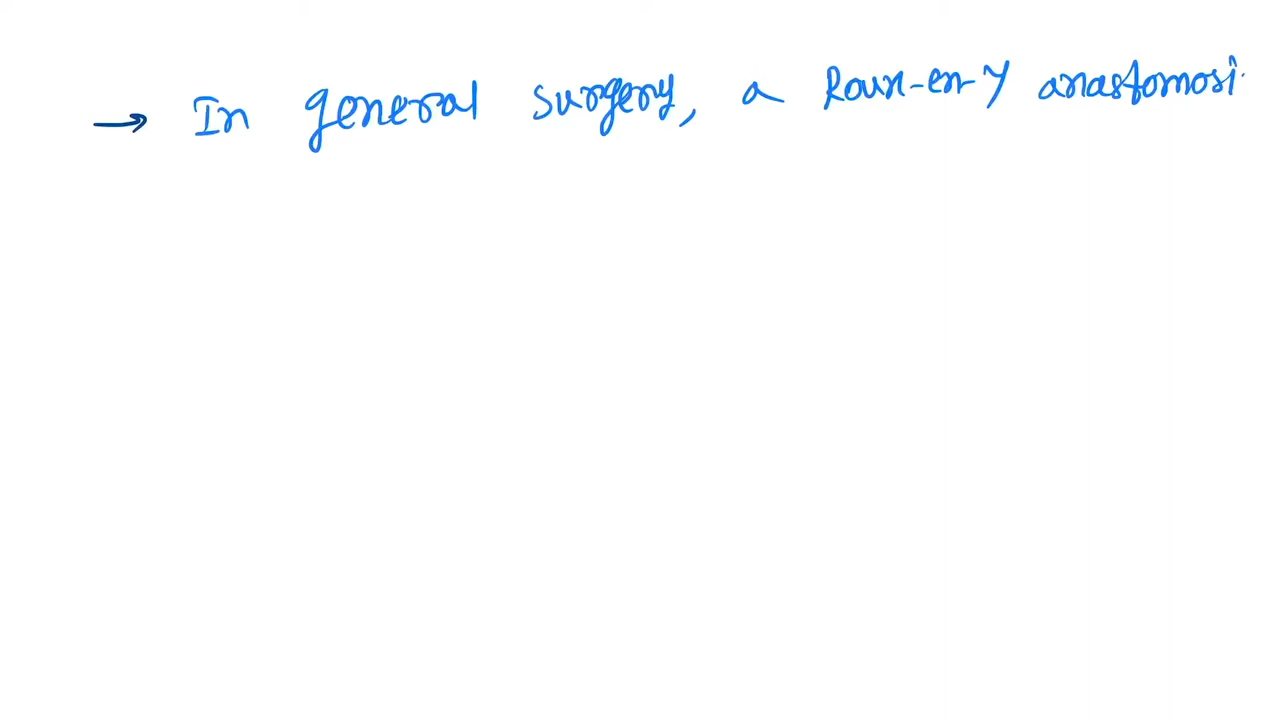 → In general surgery, a Roux-en-Y anastomosi